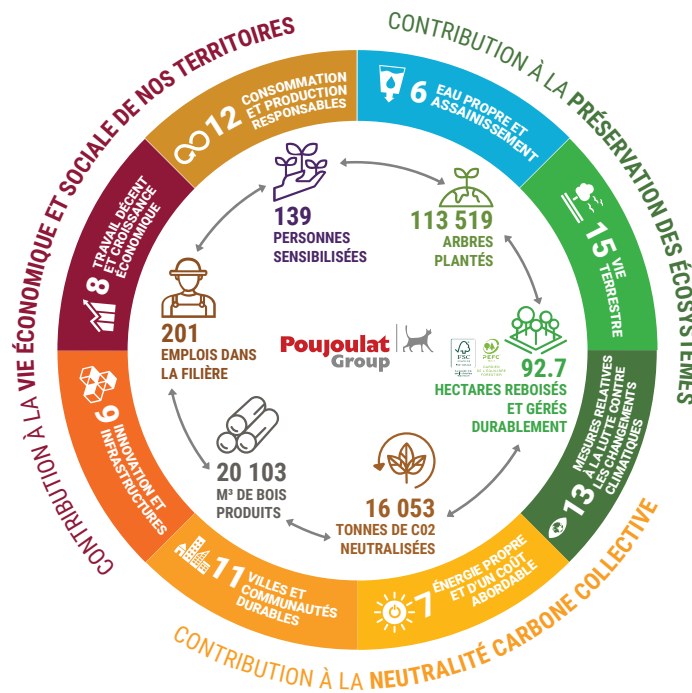 CONTRIBUTION À LA VIE ÉCONOMIQUE ET SOCIALE DE NOS TERRITOIRES
CONTRIBUTION À LA PRÉSERVATION DES ÉCOSYSTÈMES
CONTRIBUTION À LA NEUTRALITÉ CARBONE COLLECTIVE
12
CONSOMMATION
ET PRODUCTION
RESPONSABLES
6
EAU PROPRE ET
ASSAINISSEMENT
15
VIE
TERRESTRE
13
MESURES RELATIVES
À LA LUTTE CONTRE
LES CHANGEMENTS
CLIMATIQUES
7
ÉNERGIE PROPRE
ET D'UN COÛT
ABORDABLE
11
VILLES ET
COMMUNAUTÉS
DURABLES
9
INNOVATION ET
INFRASTRUCTURES
8
TRAVAIL DÉCENT
ET CROISSANCE
ÉCONOMIQUE
139
PERSONNES
SENSIBILISÉES
113 519
ARBRES
PLANTÉS
201
EMPLOIS DANS
LA FILIÈRE
Poujoulat
Group
FSC
PEFC
92.7
HECTARES REBOISÉS
ET GÉRÉS
DURABLEMENT
20 103
M³ DE BOIS
PRODUITS
16 053
TONNES DE C02
NEUTRALISÉES